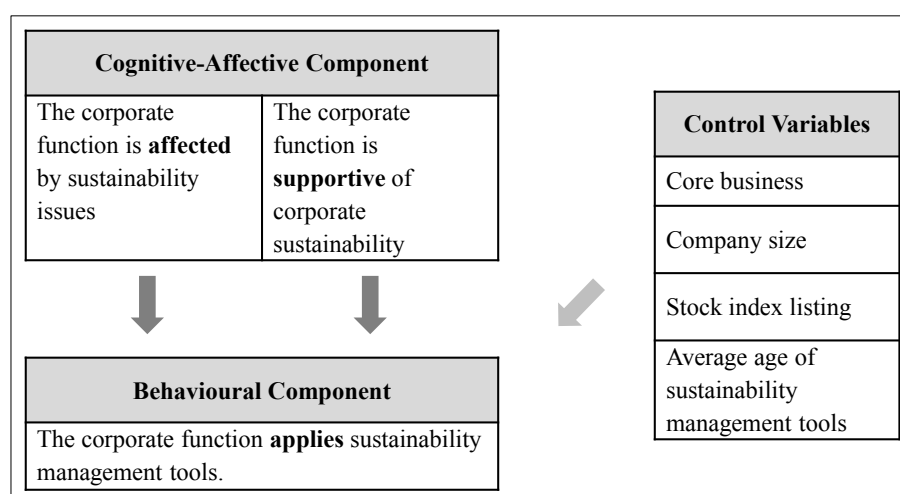 Cognitive-Affective Component
The corporate
function is affected
by sustainability
issues
The corporate
function is
supportive of
corporate
sustainability
Behavioural Component
The corporate function applies sustainability
management tools.
Control Variables
Core business
Company size
Stock index listing
Average age of
sustainability
management tools